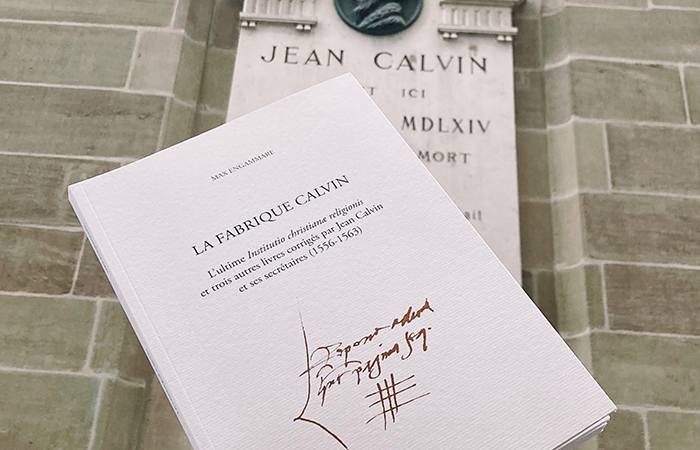 JEAN CALVIN
ICI
MDLXIV
MORT
MAX ENGAMMARE
LA FABRIQUE CALVIN
L'ultime Institutio christianæ religionis
et trois autres livres corrigés par Jean Calvin
et ses secrétaires (1556-1563)